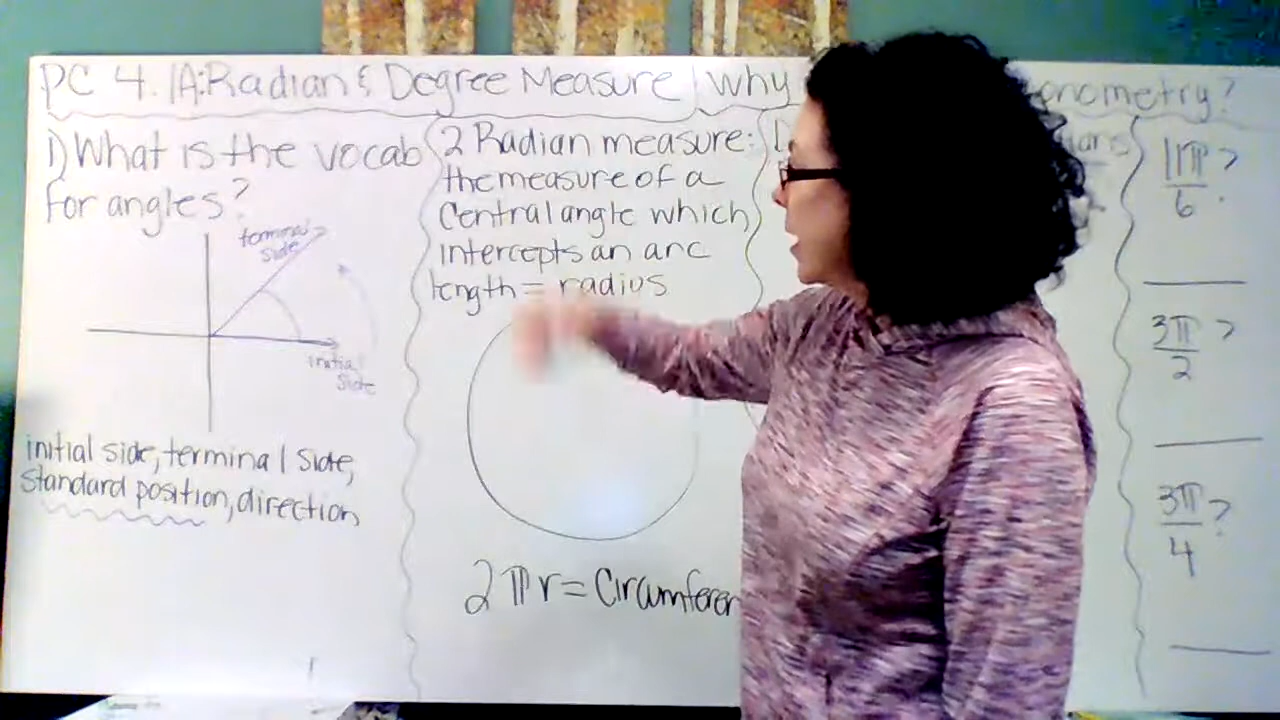 PC 4.1A: Radian & Degree Measure | Why onometry?
1) What is the vocab
for angles?
terminal
side
initial
side
initial side, terminal side,
standard position, direction
2 Radian measure:
the measure of a
Central angle which
intercepts an arc
length = radius
2πr = Circumferen
11π/6 ?
3π/2 ?
3π/4 ?